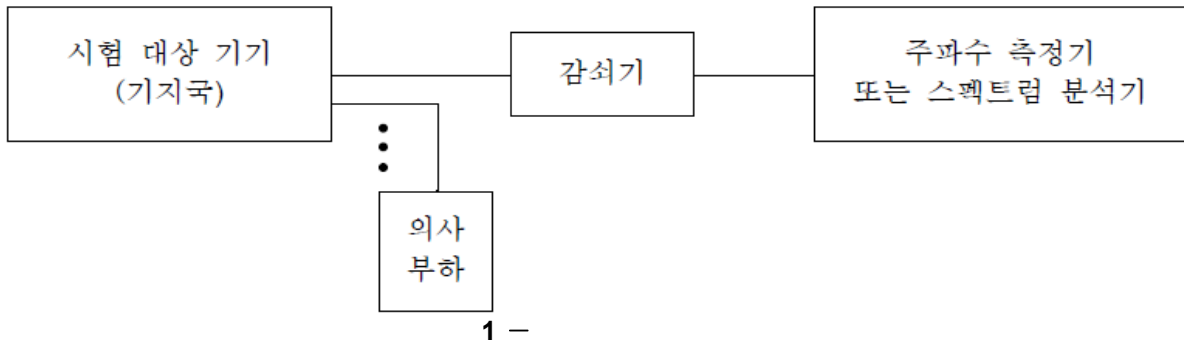 시험 대상 기기
(기지국)
감쇠기
주파수 측정기
또는 스펙트럼 분석기
의사
부하
1 –